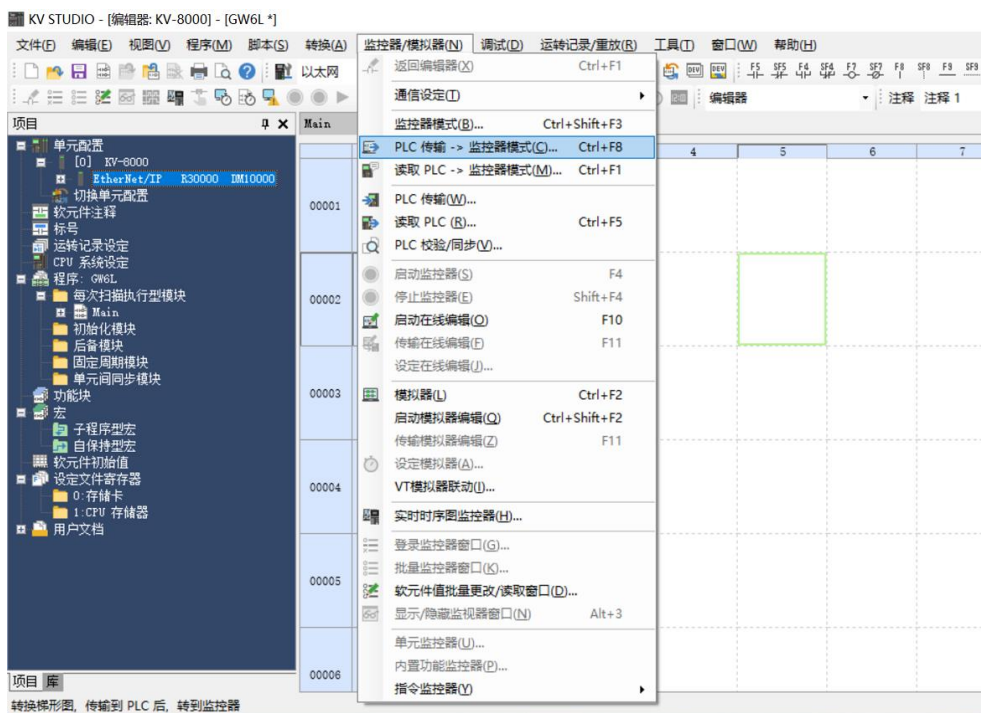 KV STUDIO - [编辑器: KV-8000] - [GW6L *]
文件(F) 编辑(E) 视图(V) 程序(M) 脚本(S) 转换(A) 监控器/模拟器(N) 调试(D) 运转记录/重放(R) 工具(T) 窗口(W) 帮助(H)
以太网
F5 SF5 F4 SF4 F7 SF7 F8 SF8 F9 SF9
编辑器 注释 注释 1
项目
单元配置
[0] KV-8000
EtherNet/IP R30000 DM10000
切换单元配置
软元件注释
标号
运转记录设定
CPU 系统设定
程序: GW6L
每次扫描执行型模块
Main
初始化模块
后备模块
固定周期模块
单元间同步模块
功能块
宏
子程序型宏
自保持型宏
软元件初始值
设定文件寄存器
0:存储卡
1:CPU 存储器
用户文档
项目 库
Main
4 5 6 7
00001
00002
00003
00004
00005
00006
返回编辑器(X) Ctrl+F1
通信设定(T)
监控器模式(B)... Ctrl+Shift+F3
PLC 传输 -> 监控器模式(C)... Ctrl+F8
读取 PLC -> 监控器模式(M)... Ctrl+F1
PLC 传输(W)...
读取 PLC (R)... Ctrl+F5
PLC 校验/同步(V)...
启动监控器(S) F4
停止监控器(E) Shift+F4
启动在线编辑(O) F10
传输在线编辑(F) F11
设定在线编辑(J)...
模拟器(L) Ctrl+F2
启动模拟器编辑(Q) Ctrl+Shift+F2
传输模拟器编辑(Z) F11
设定模拟器(A)...
VT模拟器联动(I)...
实时时序图监控器(H)...
登录监控器窗口(G)...
批量监控器窗口(K)...
软元件值批量更改/读取窗口(D)...
显示/隐藏监视器窗口(N) Alt+3
单元监控器(U)...
内置功能监控器(P)...
指令监控器(Y)
转换梯形图, 传输到 PLC 后, 转到监控器